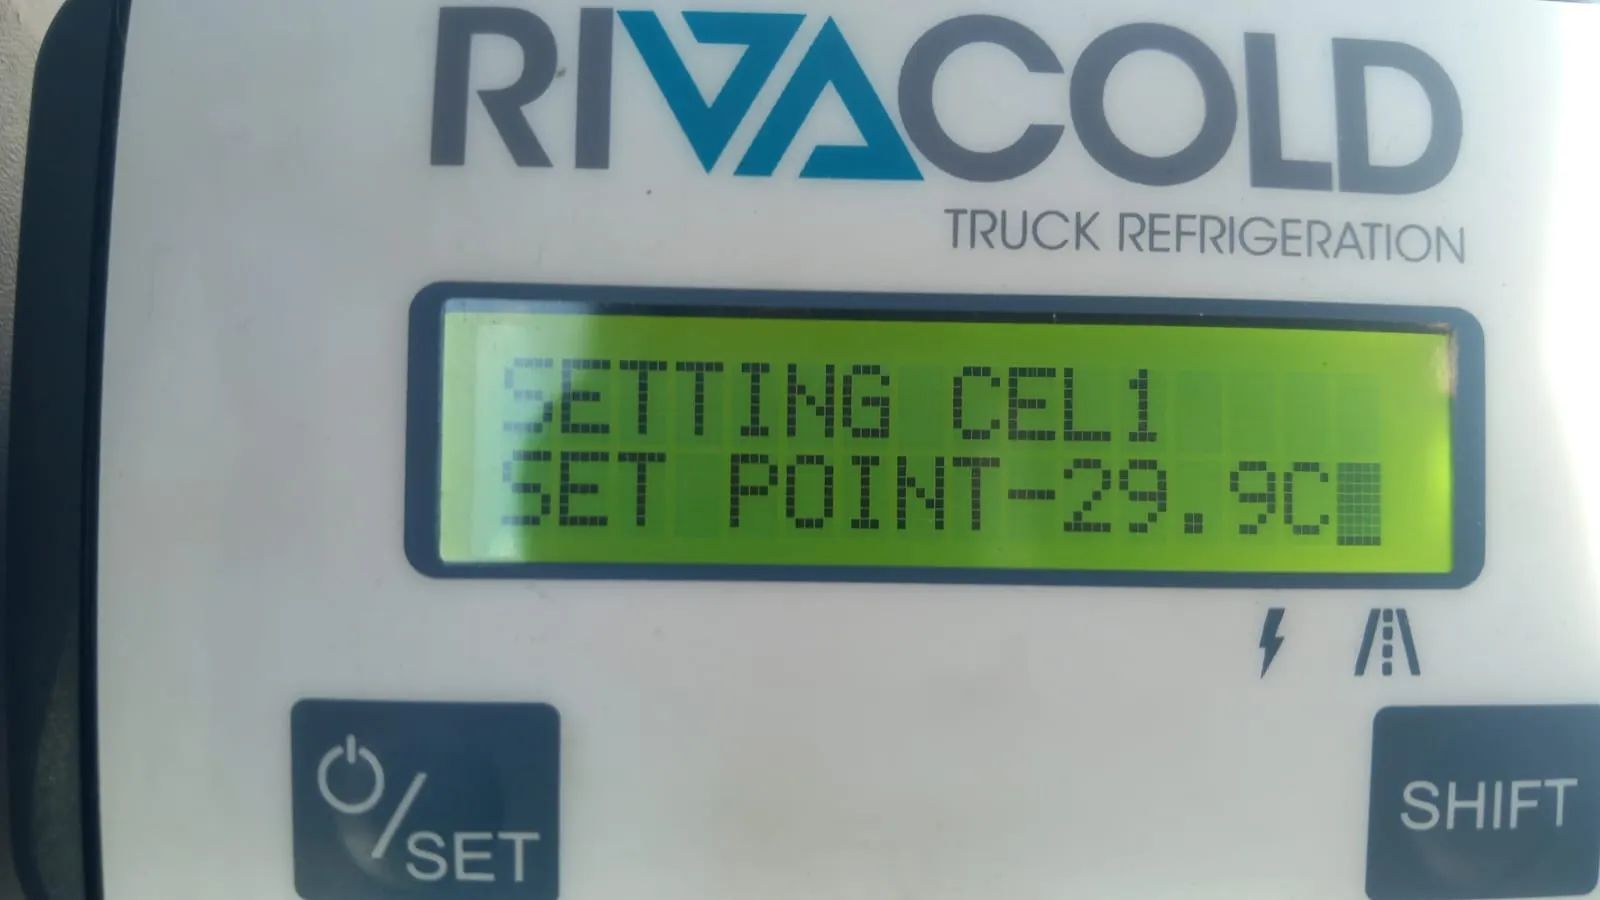 RIVACOLD
TRUCK REFRIGERATION
SETTING CEL1
SET POINT-29.9C
/SET
SHIFT